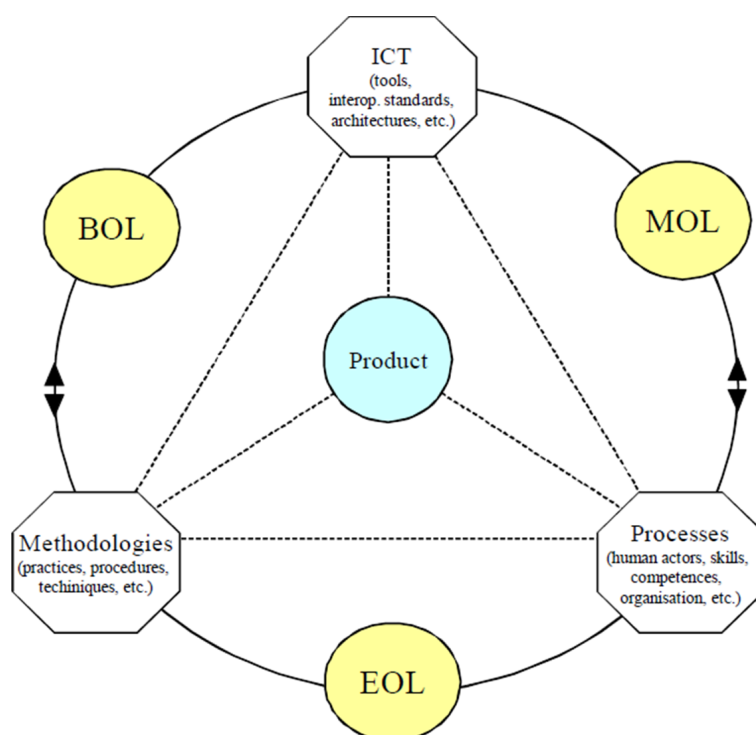 ICT
(tools,
interop. standards,
architectures, etc.)
BOL
MOL
Product
Methodologies
(practices, procedures,
techiniques, etc.)
Processes
(human actors, skills,
competences,
organisation, etc.)
EOL